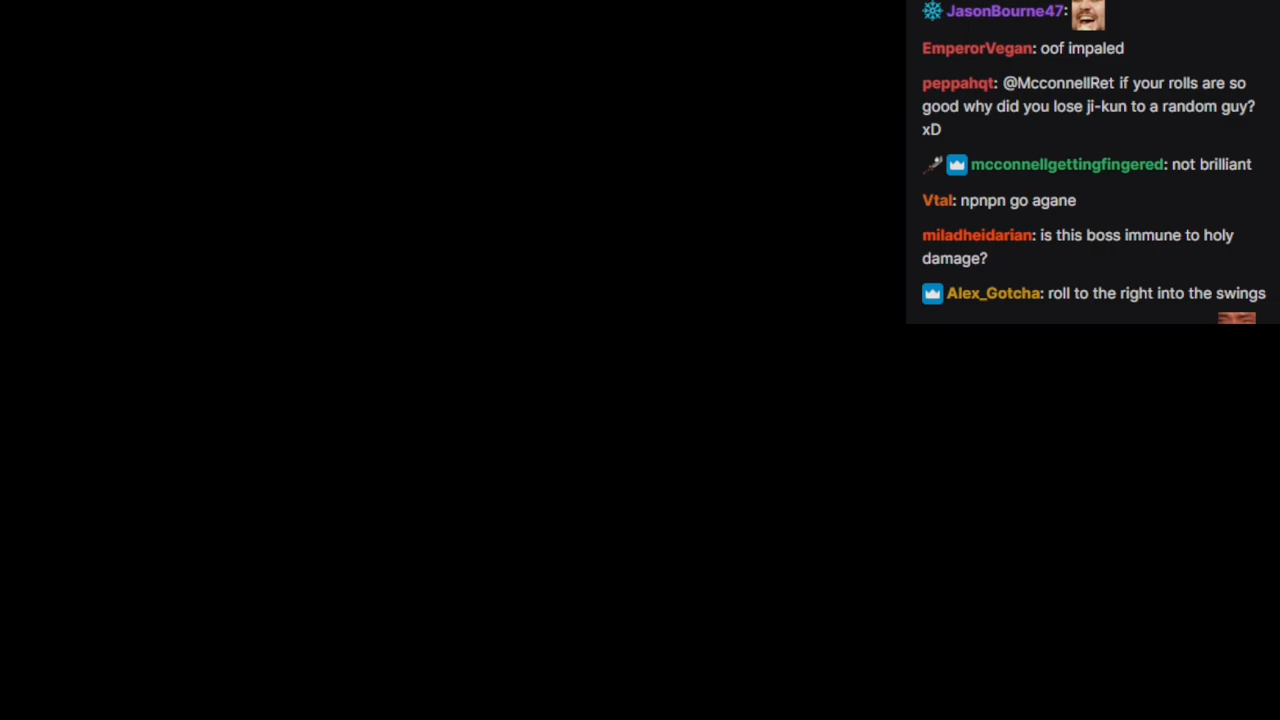 JasonBourne47:
EmperorVegan: oof impaled
peppahqt: @McconnellRet if your rolls are so
good why did you lose ji-kun to a random guy?
xD
mcconnellgettingfingered: not brilliant
Vtal: npnpn go agane
miladheidarian: is this boss immune to holy
damage?
Alex_Gotcha: roll to the right into the swings